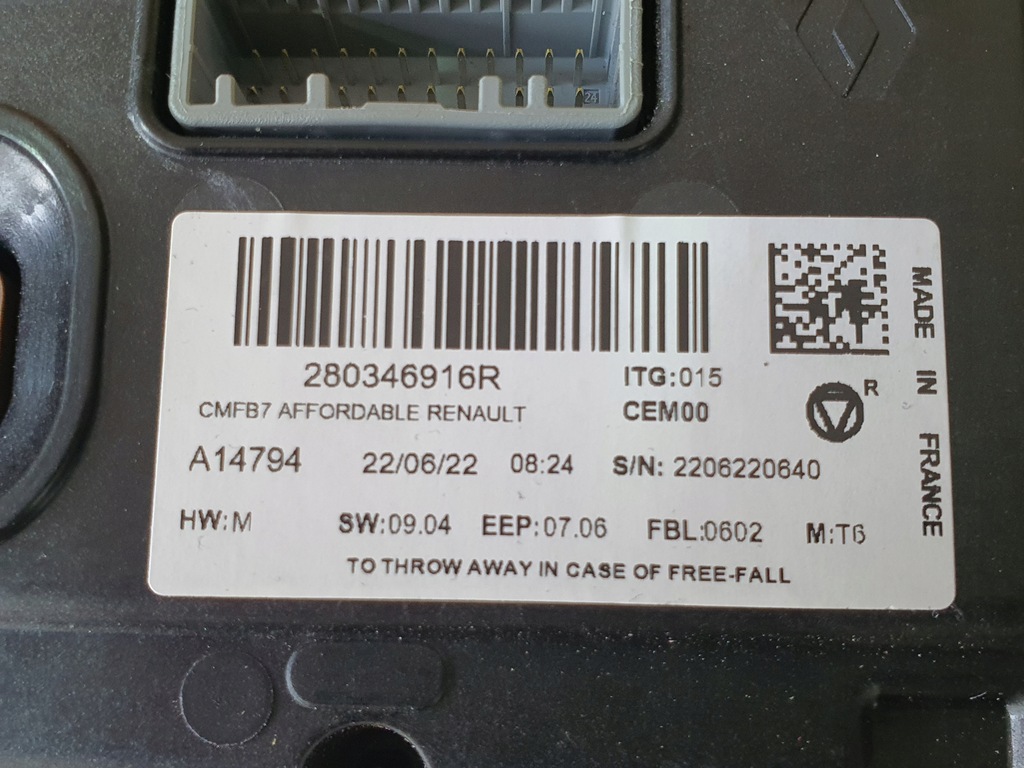 24
280346916R
ITG:015
CMFB7 AFFORDABLE RENAULT
CEM00
R
A14794 22/06/22 08:24 S/N: 2206220640
HW:M SW:09.04 EEP:07.06 FBL:0602 M:T6
TO THROW AWAY IN CASE OF FREE-FALL
MADE IN FRANCE